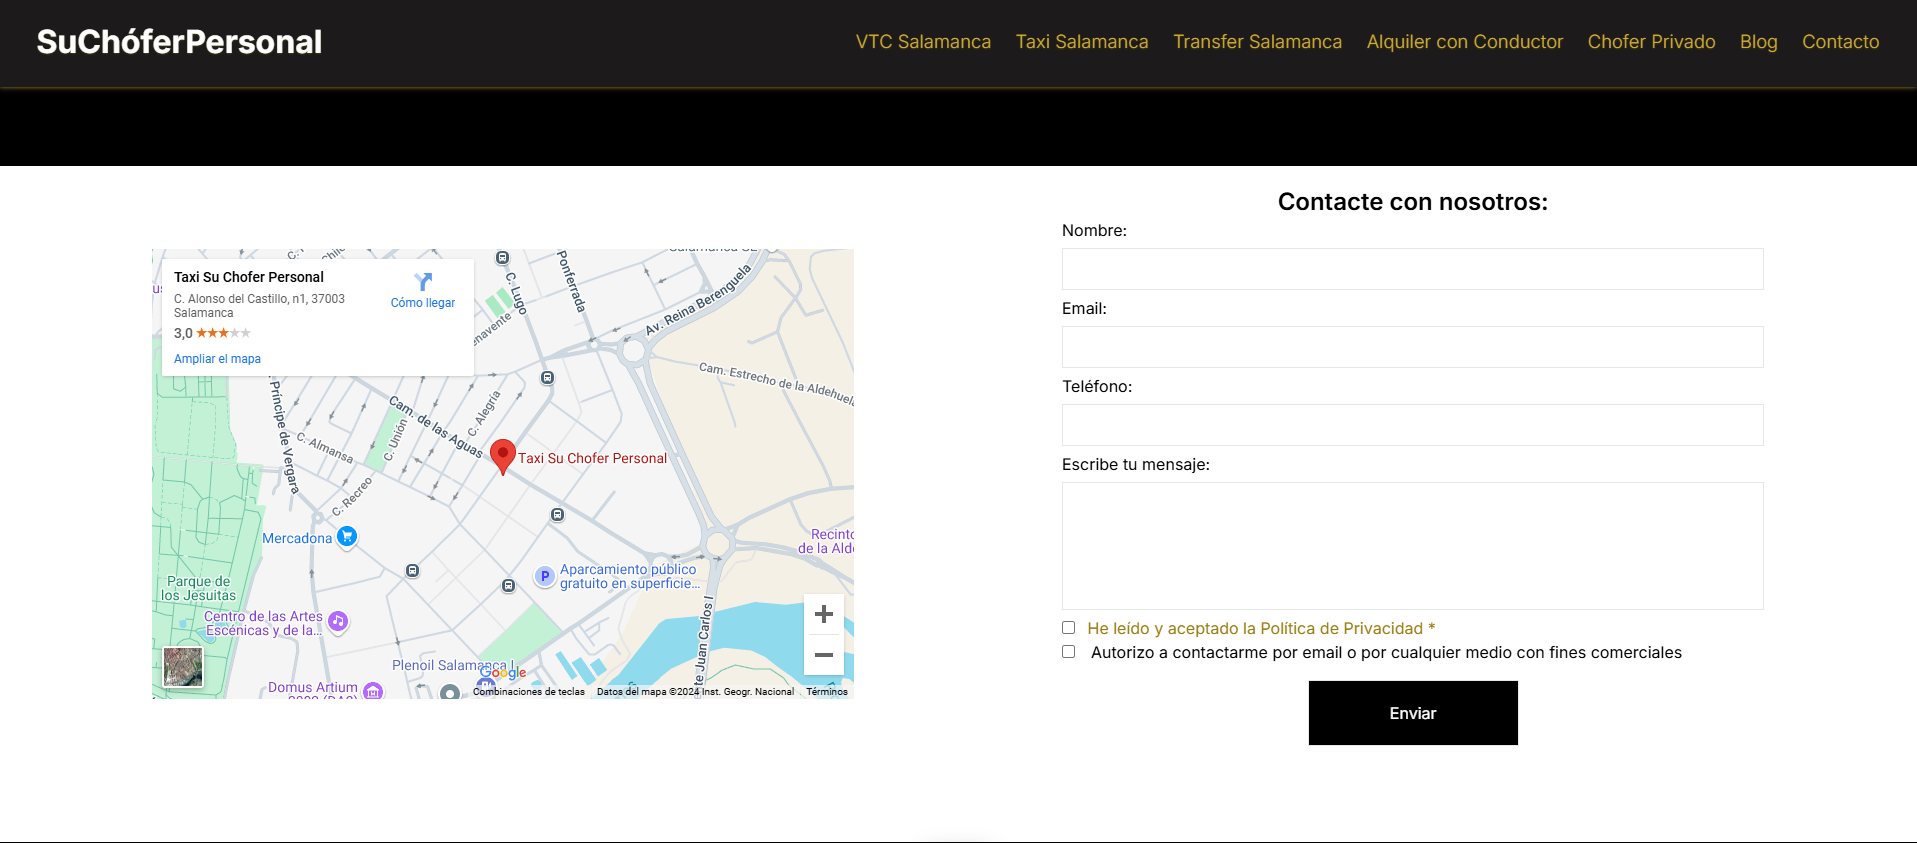 SuChóferPersonal
VTC Salamanca
Taxi Salamanca
Transfer Salamanca
Alquiler con Conductor
Chofer Privado
Blog
Contacto
Taxi Su Chofer Personal
C. Alonso del Castillo, n1, 37003
Salamanca
3,0
Ampliar el mapa
Cómo llegar
C. Lugo
Ponferrada
Av. Reina Berenguela
Cam. Estrecho de la Aldehuela
Príncipe de Vergara
C. Almansa
C. Unión
Cam. de las Aguas
C. Alegría
Taxi Su Chofer Personal
C. Recreo
Mercadona
Recinto
de la Alde
Aparcamiento público
gratuito en superficie...
P
Parque de
los Jesuitas
Centro de las Artes
Escénicas y de la...
Juan Carlos I
Plenoil Salamanca I
Google
Domus Artium
2002 (DA2)
Combinaciones de teclas
Datos del mapa ©2024 Inst. Geogr. Nacional
Términos
Contacte con nosotros:
Nombre:
Email:
Teléfono:
Escribe tu mensaje:
He leído y aceptado la Política de Privacidad *
Autorizo a contactarme por email o por cualquier medio con fines comerciales
Enviar